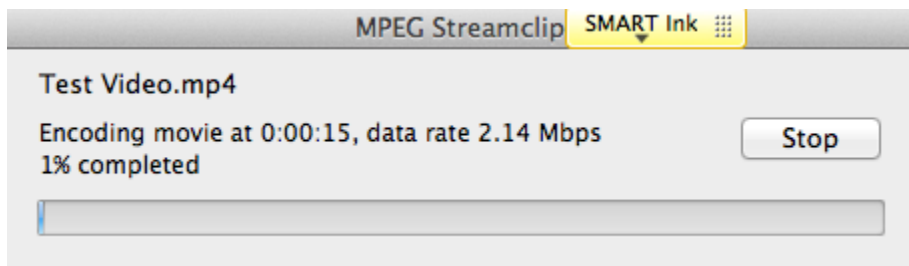 MPEG Streamclip SMART Ink
Test Video.mp4
Encoding movie at 0:00:15, data rate 2.14 Mbps
Stop
1% completed